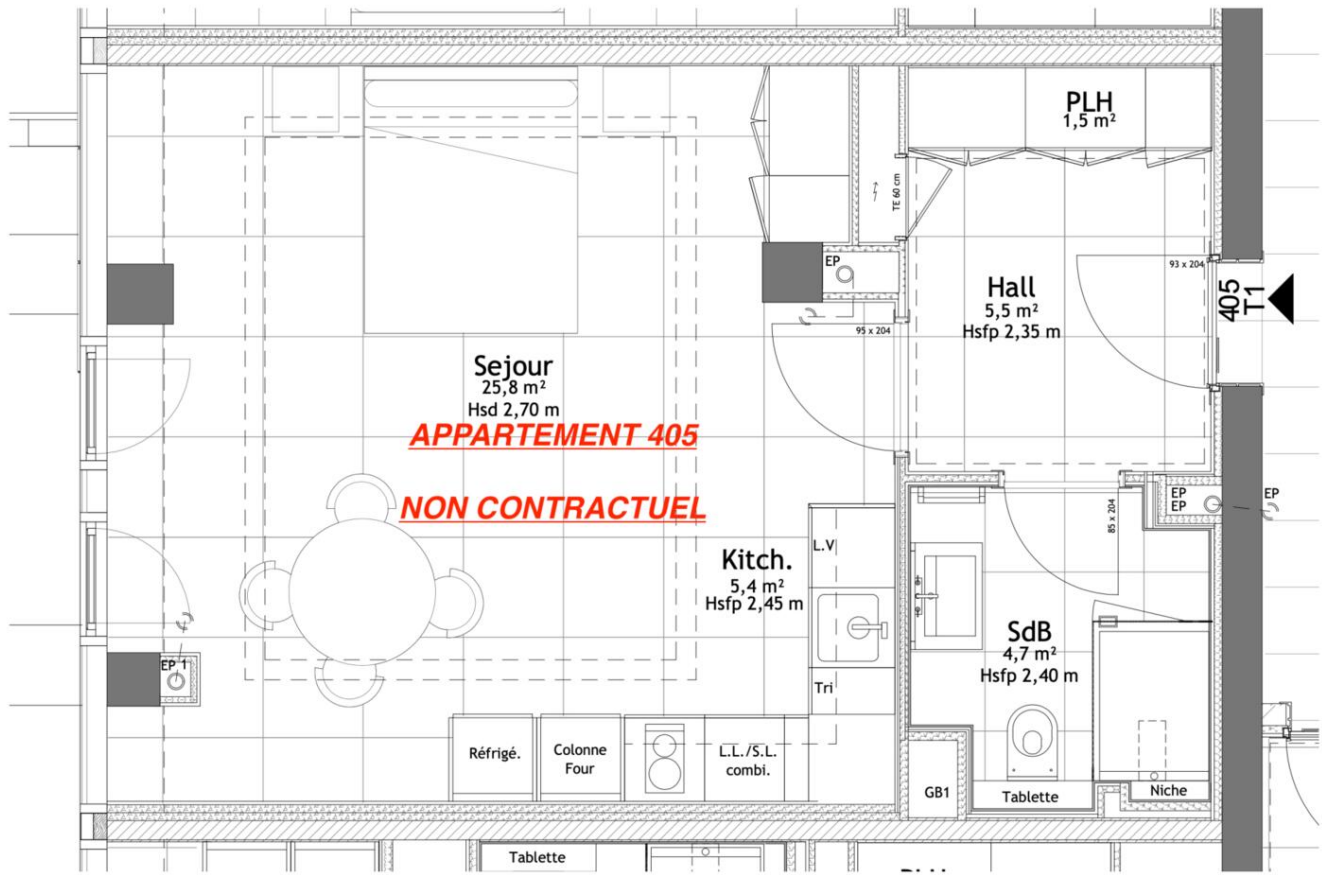 PLH
1,5 m²
TE 60 cm
EP
93 x 204
405
T1
Hall
5,5 m²
Hsfp 2,35 m
95 x 204
Sejour
25,8 m²
Hsd 2,70 m
APPARTEMENT 405
NON CONTRACTUEL
EP
EP
EP
85 x 204
L.V
Kitch.
5,4 m²
Hsfp 2,45 m
SdB
4,7 m²
Hsfp 2,40 m
EP 1
Tri
Réfrigé.
Colonne
Four
L.L./S.L.
combi.
GB1
Tablette
Niche
Tablette